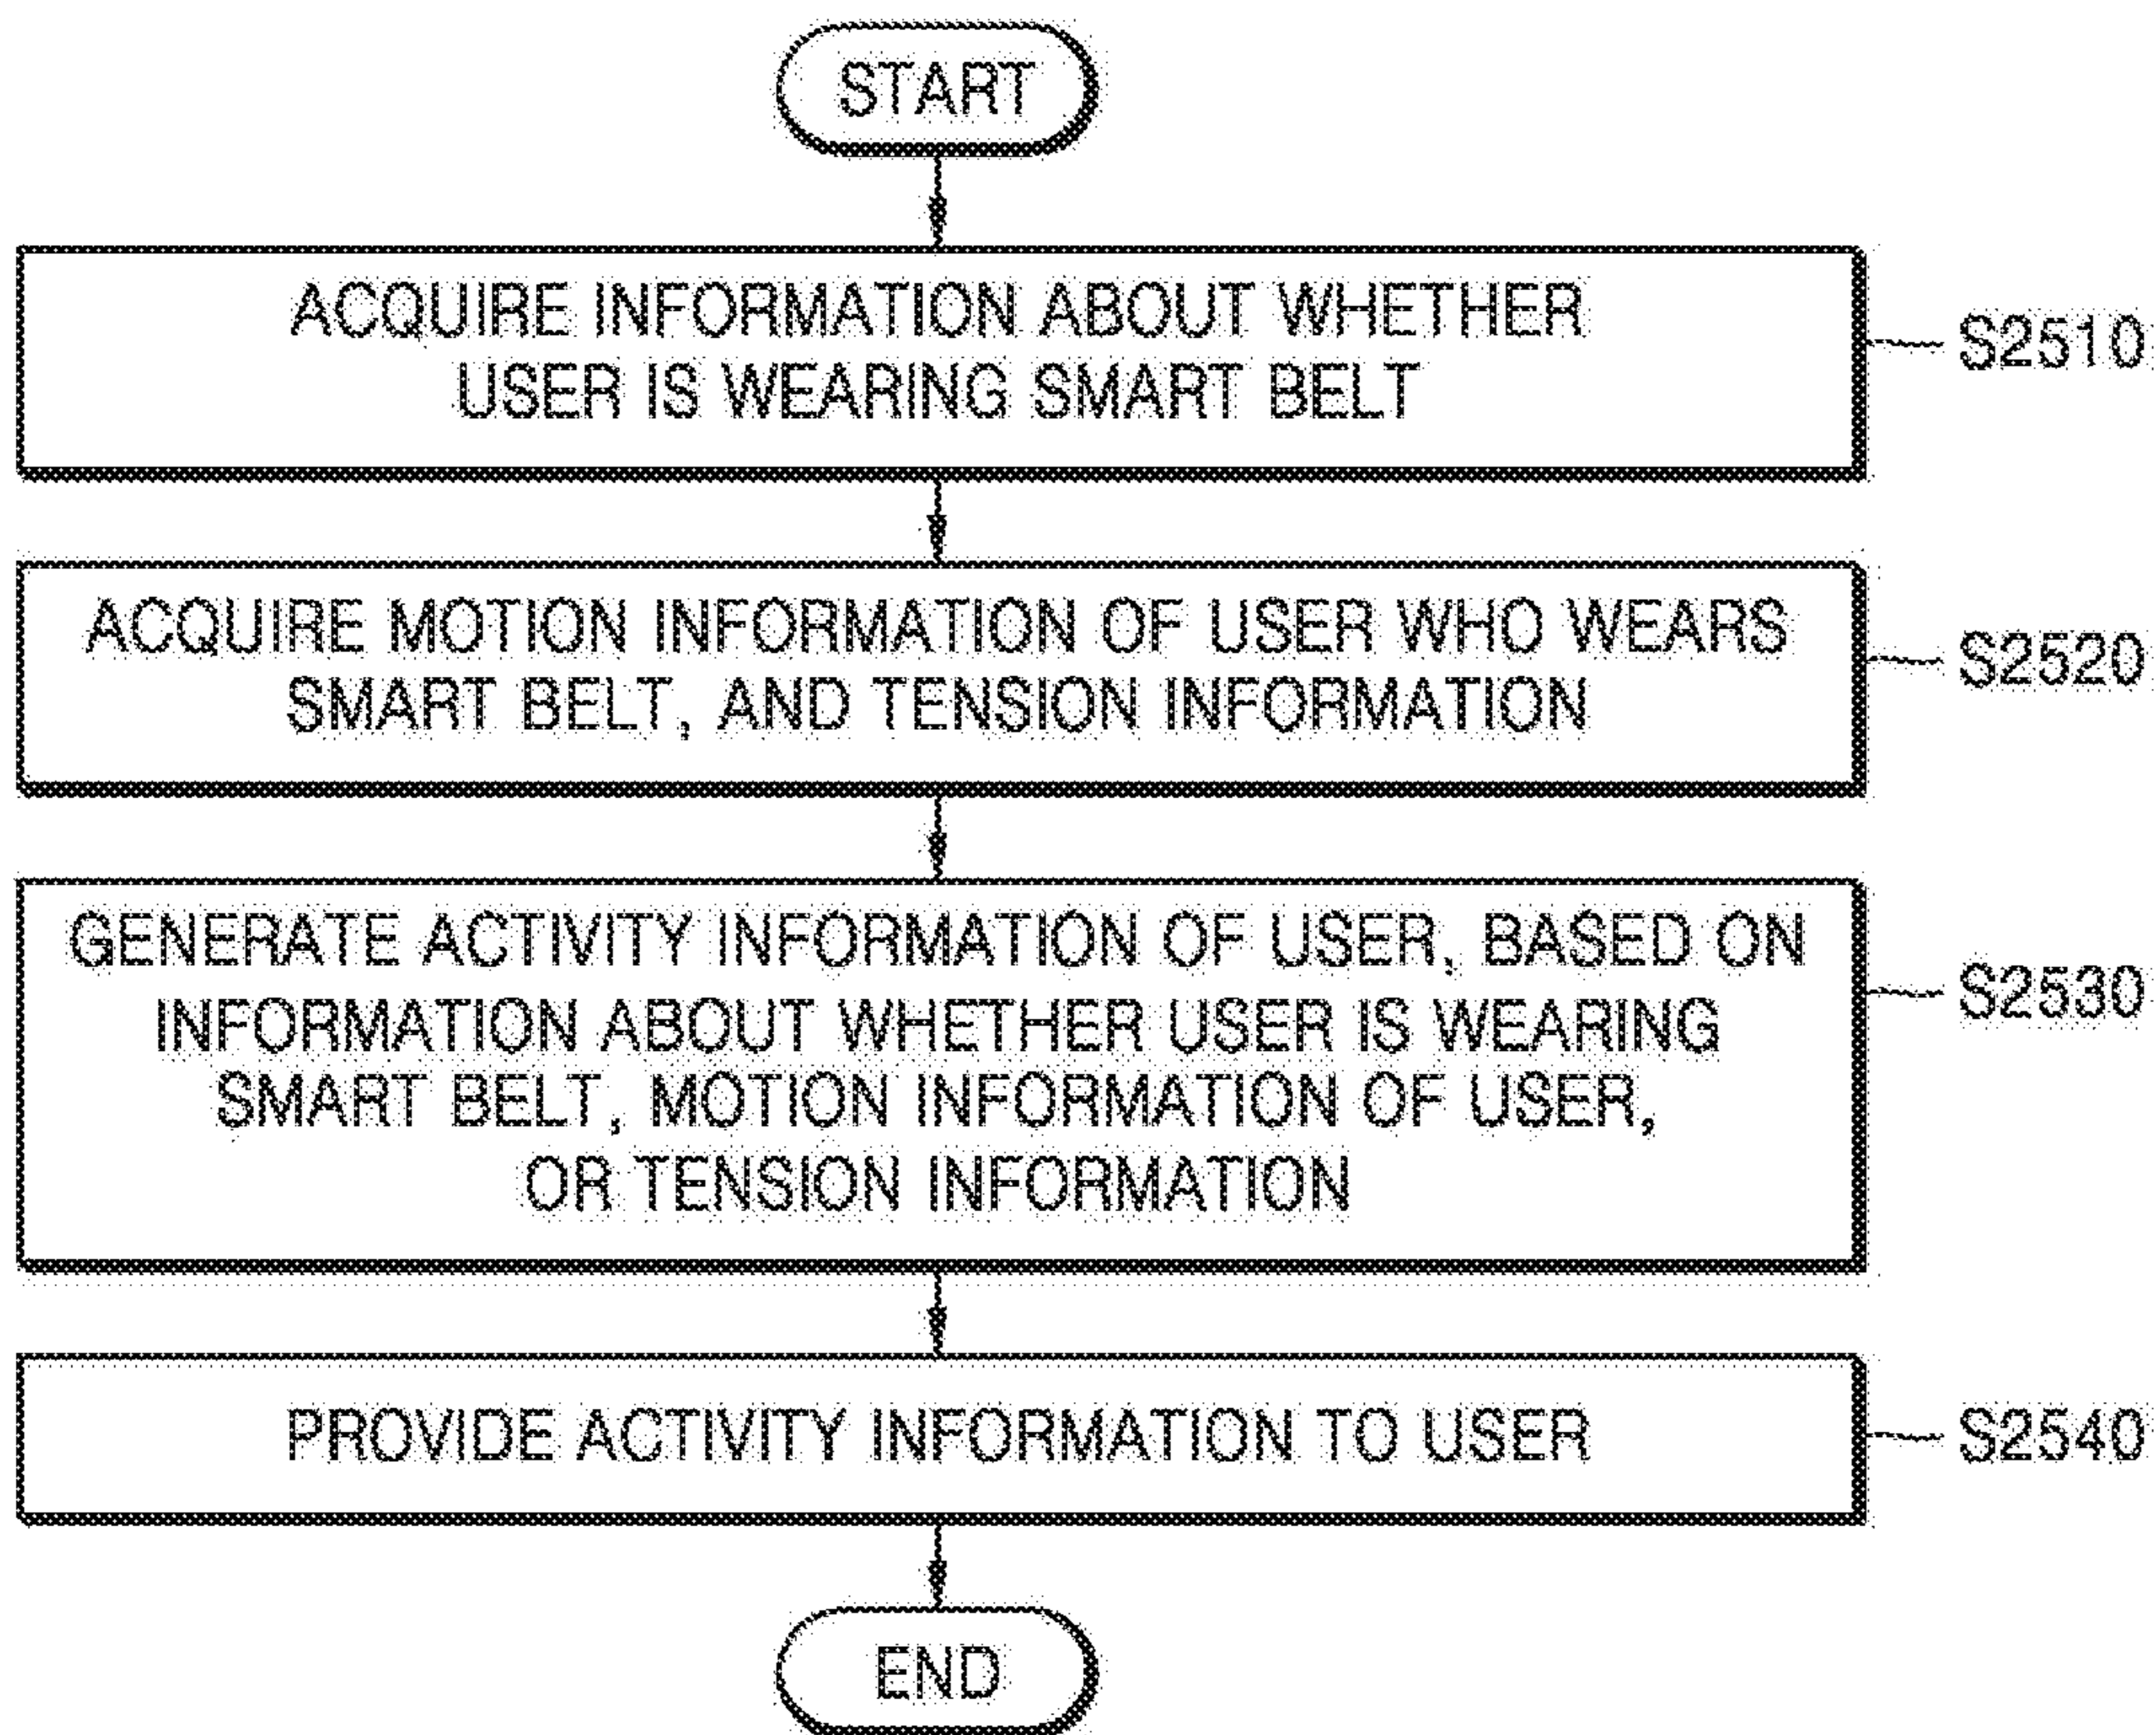 START
ACQUIRE INFORMATION ABOUT WHETHER
USER IS WEARING SMART BELT
S2510
ACQUIRE MOTION INFORMATION OF USER WHO WEARS
SMART BELT, AND TENSION INFORMATION
S2520
GENERATE ACTIVITY INFORMATION OF USER, BASED ON
INFORMATION ABOUT WHETHER USER IS WEARING
SMART BELT, MOTION INFORMATION OF USER,
OR TENSION INFORMATION
S2530
PROVIDE ACTIVITY INFORMATION TO USER
S2540
END